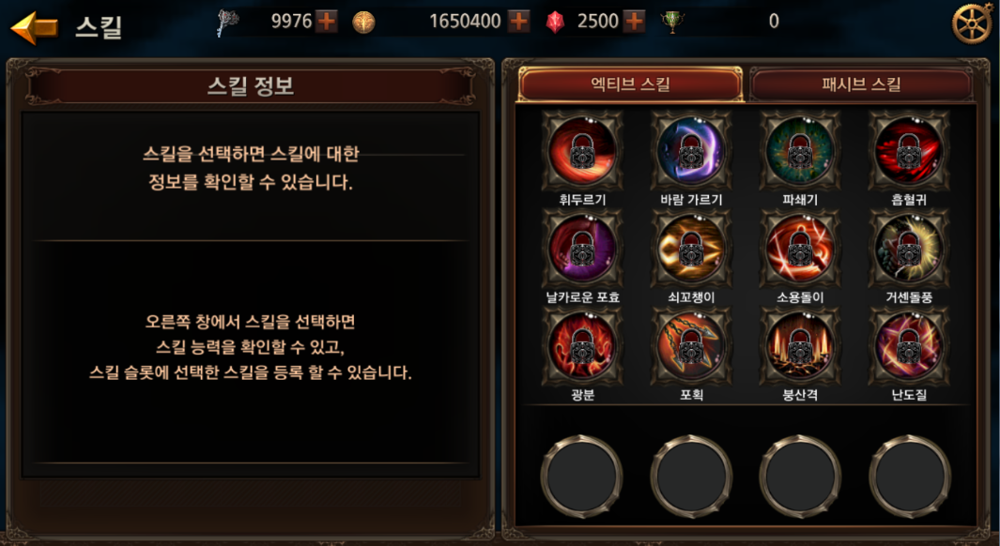 스킬
9976
1650400
2500
0
스킬 정보
스킬을 선택하면 스킬에 대한
정보를 확인할 수 있습니다.
오른쪽 창에서 스킬을 선택하면
스킬 능력을 확인할 수 있고,
스킬 슬롯에 선택한 스킬을 등록 할 수 있습니다.
엑티브 스킬
패시브 스킬
휘두르기
바람 가르기
파쇄기
흡혈귀
날카로운 포효
쇠꼬챙이
소용돌이
거센돌풍
광분
포획
붕산격
난도질